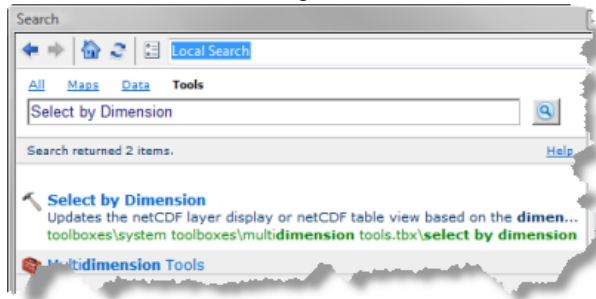 Search
Local Search
All Maps Data Tools
Select by Dimension
Search returned 2 items. Help
Select by Dimension
Updates the netCDF layer display or netCDF table view based on the dimen...
toolboxes\system toolboxes\multidimension tools.tbx\select by dimension
Multidimension Tools